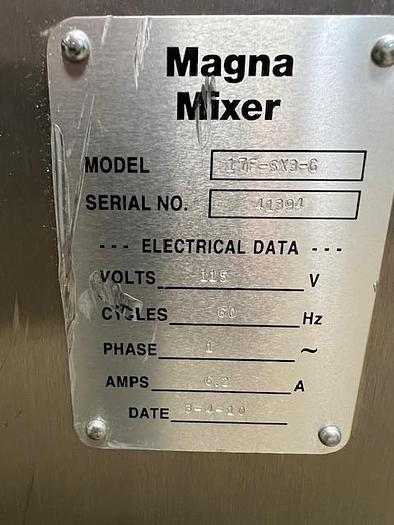 Magna
Mixer
MODEL 17F-SX3-G
SERIAL NO. 41394
--- ELECTRICAL DATA ---
VOLTS 115 V
CYCLES 60 Hz
PHASE 1 ~
AMPS 6.2 A
DATE 3-4-10